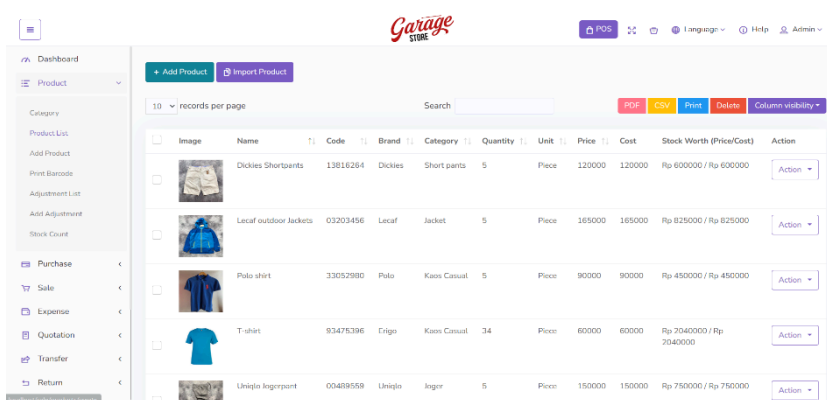 Garage
STORE
POS
Language
Help
Admin
Dashboard
Product
Category
Product List
Add Product
Print Barcode
Adjustment List
Add Adjustment
Stock Count
Purchase
Sale
Expense
Quotation
Transfer
Return
+ Add Product
Import Product
10 records per page
Search
PDF CSV Print Delete Column visibility
Image Name Code Brand Category Quantity Unit Price Cost Stock Worth (Price/Cost) Action
Dickies Shortpants 13816264 Dickies Short pants 5 Piece 120000 120000 Rp 600000 / Rp 600000 Action
Lecaf outdoor Jackets 03203456 Lecaf Jacket 5 Piece 165000 165000 Rp 825000 / Rp 825000 Action
Polo shirt 33052980 Polo Kaos Casual 5 Piece 90000 90000 Rp 450000 / Rp 450000 Action
T-shirt 93475396 Erigo Kaos Casual 34 Piece 60000 60000 Rp 2040000 / Rp
2040000 Action
Uniqlo Jogerpant 00489559 Uniqlo Joger 5 Piece 150000 150000 Rp 750000 / Rp 750000 Action